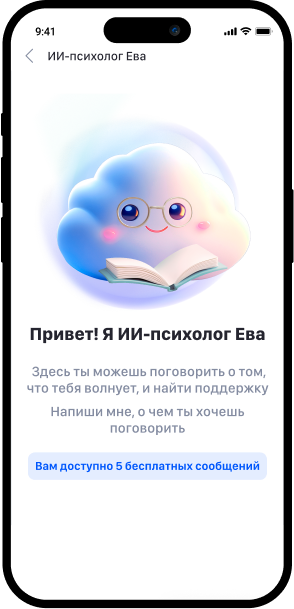 9:41
ИИ-психолог Ева
Привет! Я ИИ-психолог Ева
Здесь ты можешь поговорить о том,
что тебя волнует, и найти поддержку
Напиши мне, о чем ты хочешь
поговорить
Вам доступно 5 бесплатных сообщений